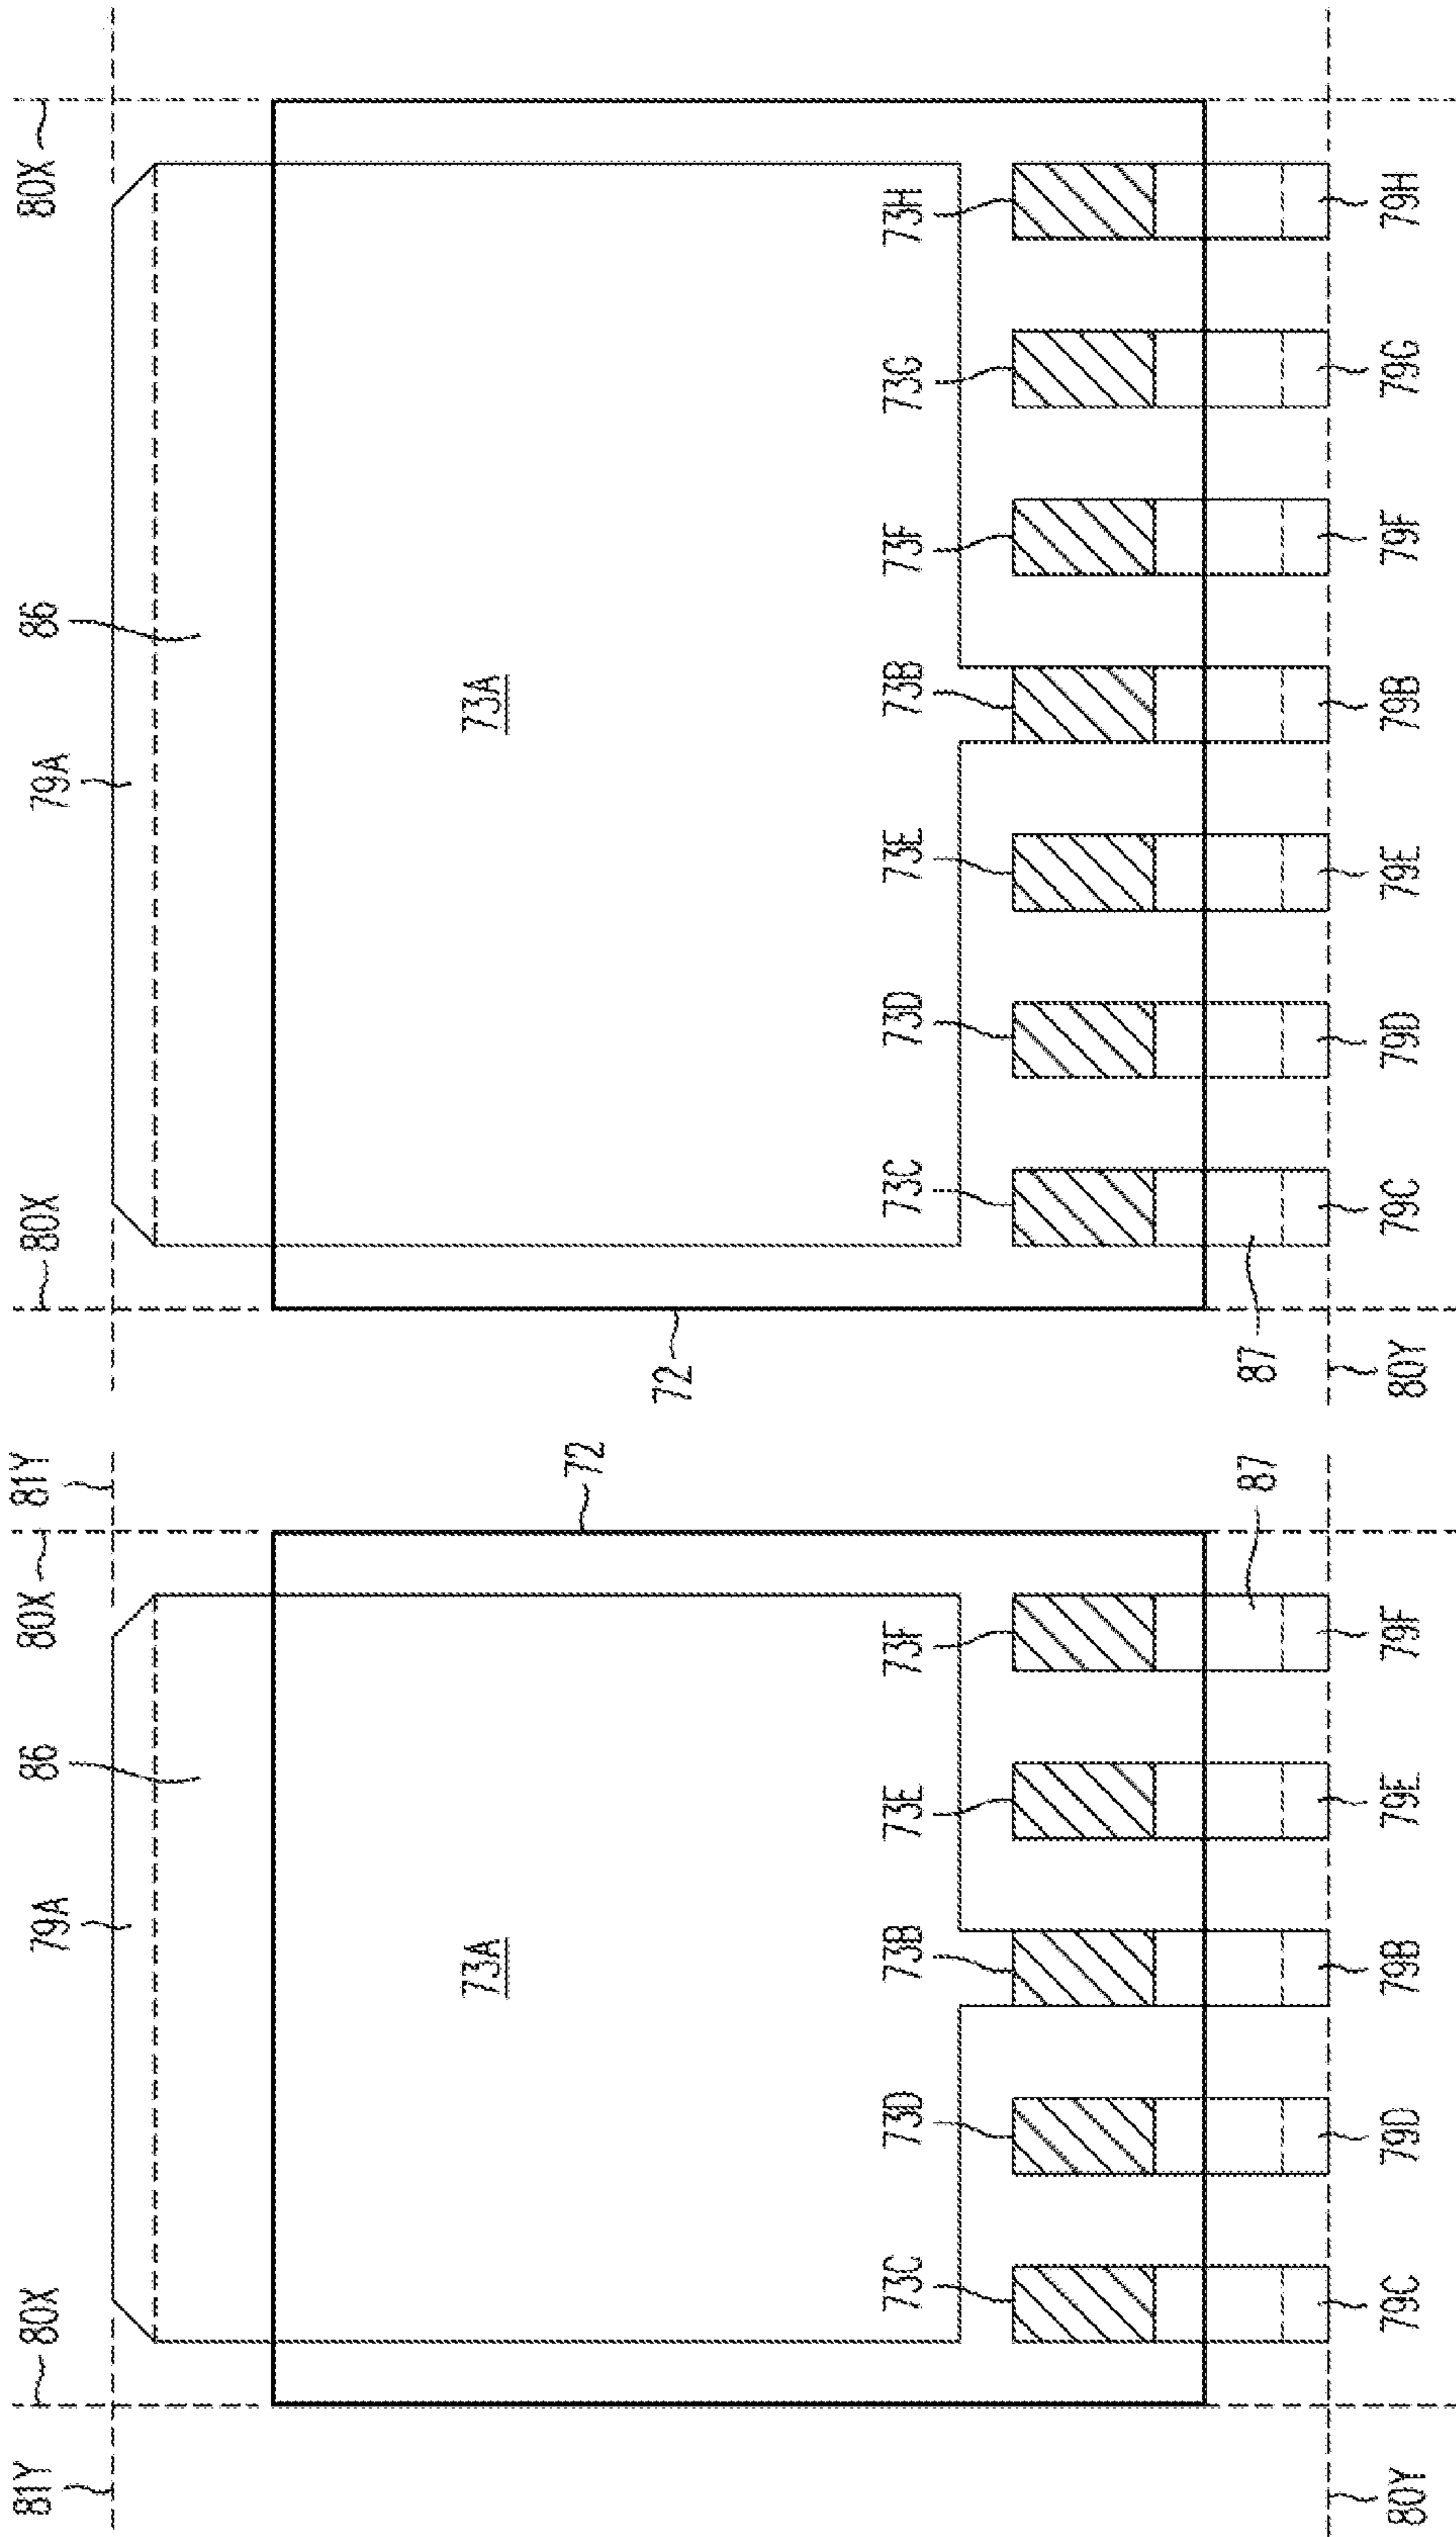 81Y 80X 79A 86 80X 81Y 80X 79A 86 80X
73A 73A
72 72
73C 73D 73B 73E 73F 73C 73D 73E 73B 73F 73G 73H
87 87
80Y 79C 79D 79B 79E 79F 80Y 79C 79D 79E 79B 79F 79G 79H